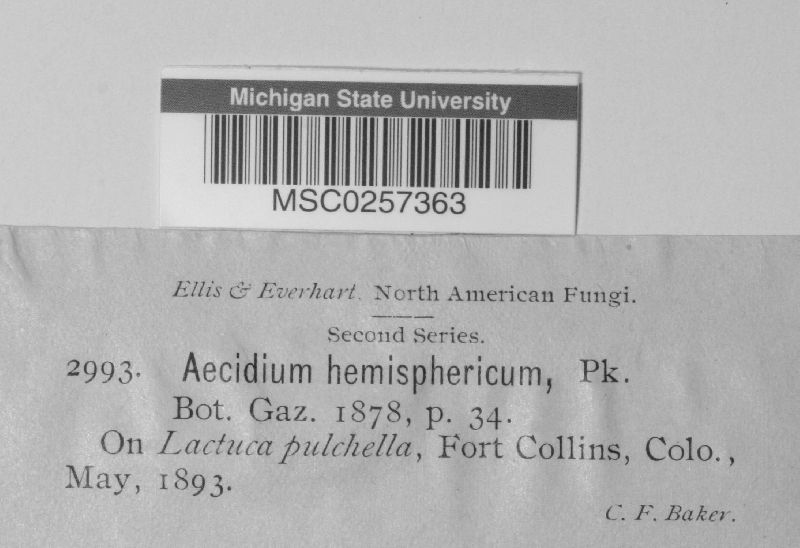 Michigan State University
MSC0257363
Ellis & Everhart. North American Fungi.
Second Series.
2993. Aecidium hemisphericum, Pk.
Bot. Gaz. 1878, p. 34.
On Lactuca pulchella, Fort Collins, Colo.,
May, 1893.
C. F. Baker.